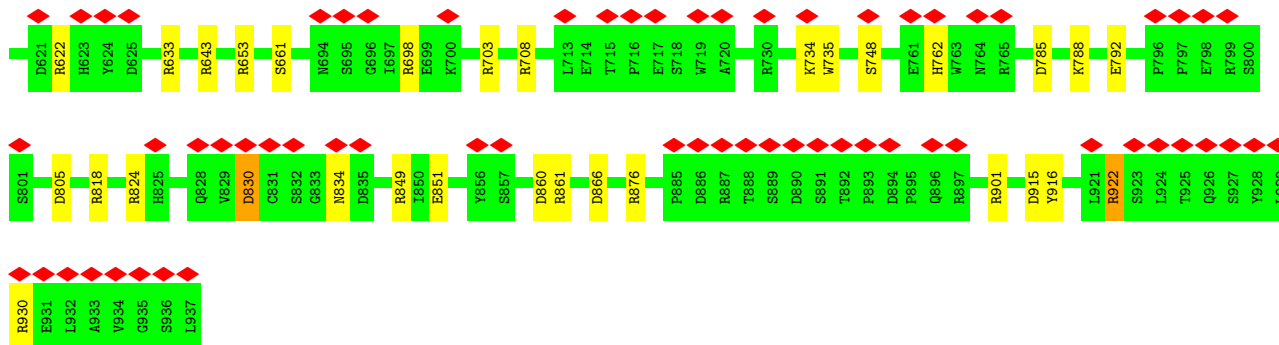 D621 R622 H623 Y624 D625 R633 R643 R653 S661 N694 S695 G696 I697 R698 E699 K700 R703 R708 L713 E714 T715 P716 E717 S718 W719 A720 R730 K734 W735 S748 E761 H762 W763 N764 R765 D785 K788 E792 P796 P797 E798 R799 S800
S801 D805 R818 R824 H825 Q828 V829 D830 C831 S832 G833 N834 D835 R849 I850 E851 Y856 S857 D860 R861 D866 R876 P885 D886 R887 T888 S889 D890 S891 T892 P893 D894 P895 Q896 R897 R901 D915 Y916 L921 R922 S923 L924 T925 Q926 S927 Y928
R930 E931 L932 A933 V934 G935 S936 L937